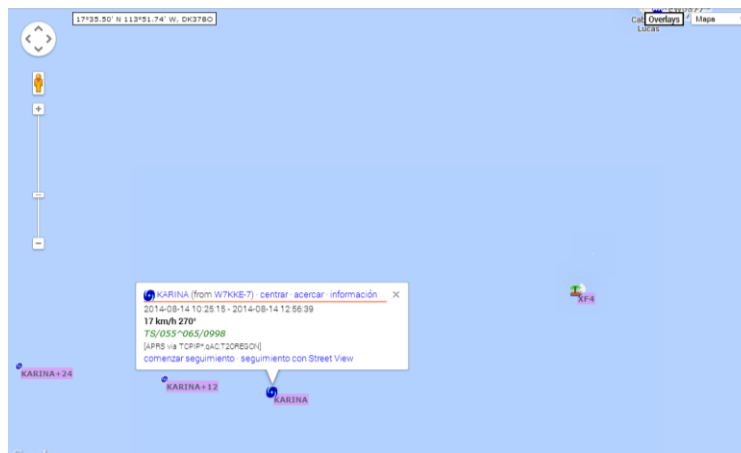 17°35.50' N 113°51.74' W, DK37BO
Overlays
Mapa
Lucas
KARINA (from W7KKE-7) · centrar · acercar · información
2014-08-14 10:25:15 - 2014-08-14 12:56:39
17 km/h 270°
TS/055^065/0998
[APRS via TCPIP*,qAC,T2OREGON]
comenzar seguimiento · seguimiento con Street View
XF4
KARINA+24
KARINA+12
KARINA